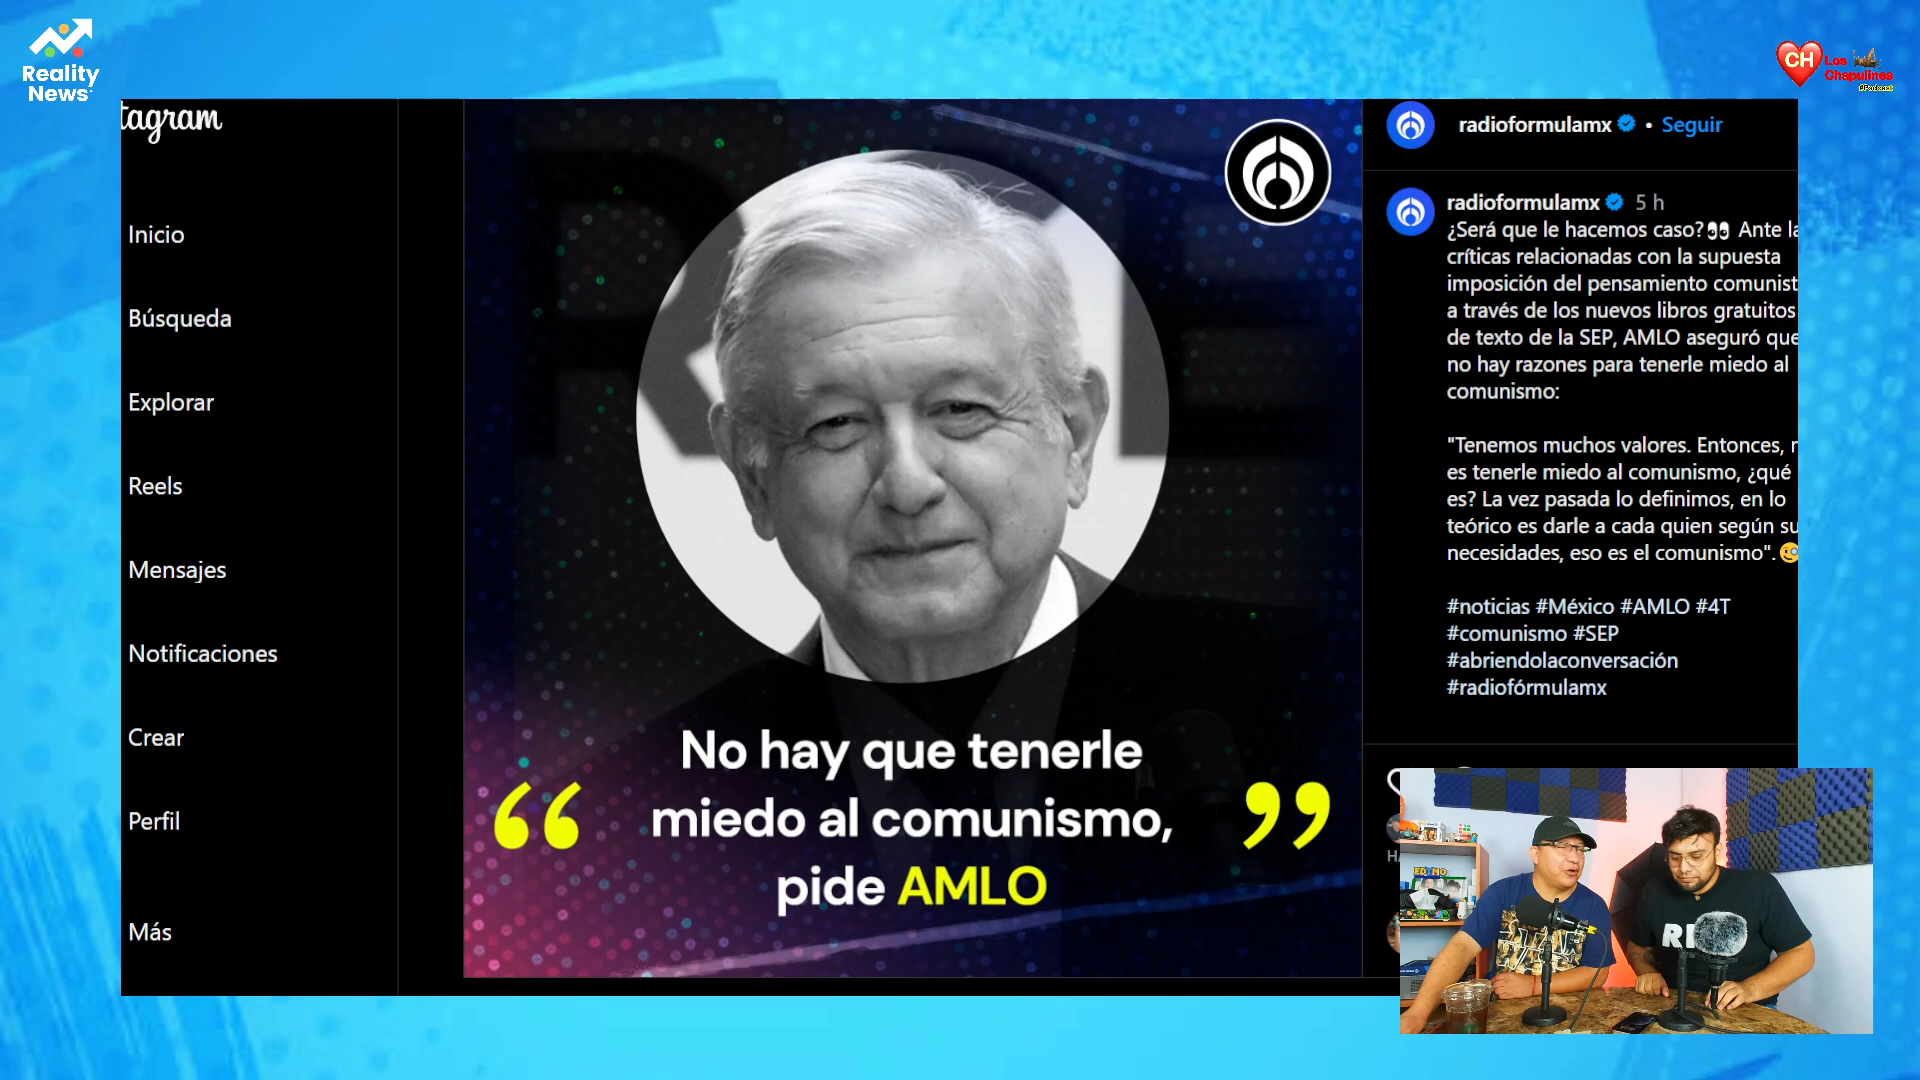 Reality
News
CH
Los
Chapulines
#Podcast
tagram
Inicio
Búsqueda
Explorar
Reels
Mensajes
Notificaciones
Crear
Perfil
Más
No hay que tenerle
“ miedo al comunismo, ”
pide AMLO
radioformulamx • Seguir
radioformulamx 5 h
¿Será que le hacemos caso?👀 Ante la
críticas relacionadas con la supuesta
imposición del pensamiento comunist
a través de los nuevos libros gratuitos
de texto de la SEP, AMLO aseguró que
no hay razones para tenerle miedo al
comunismo:
"Tenemos muchos valores. Entonces, n
es tenerle miedo al comunismo, ¿qué
es? La vez pasada lo definimos, en lo
teórico es darle a cada quien según su
necesidades, eso es el comunismo".
#noticias #México #AMLO #4T
#comunismo #SEP
#abriendolaconversación
#radiofórmulamx